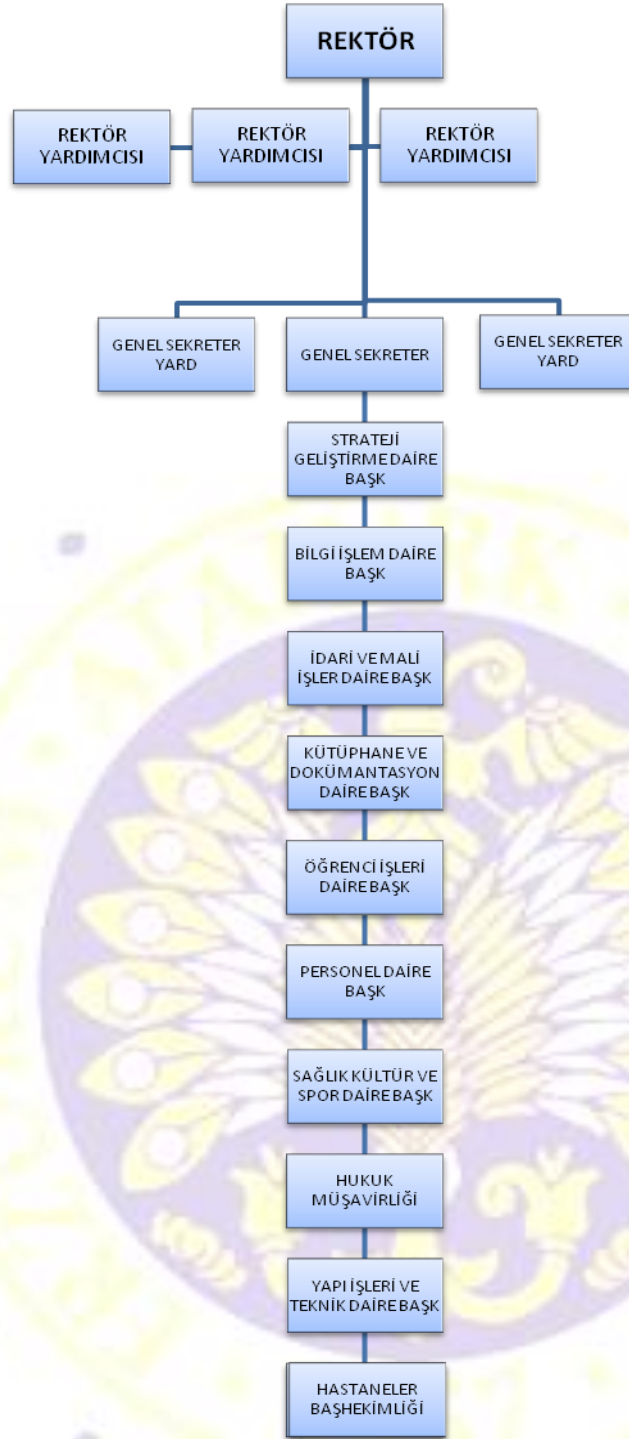 REKTÖR
REKTÖR
YARDIMCISI
REKTÖR
YARDIMCISI
REKTÖR
YARDIMCISI
GENEL SEKRETER
YARD
GENEL SEKRETER
GENEL SEKRETER
YARD
STRATEJİ
GELİŞTİRME DAİRE
BAŞK
BİLGİ İŞLEM DAİRE
BAŞK
İDARİ VE MALİ
İŞLER DAİRE BAŞK
KÜTÜPHANE VE
DOKÜMANTASYON
DAİRE BAŞK
ÖĞRENCİ İŞLERİ
DAİRE BAŞK
PERSONEL DAİRE
BAŞK
SAĞLIK KÜLTÜR VE
SPOR DAİRE BAŞK
HUKUK
MÜŞAVİRLİĞİ
YAPI İŞLERİ VE
TEKNİK DAİRE BAŞK
HASTANELER
BAŞHEKİMLİĞİ